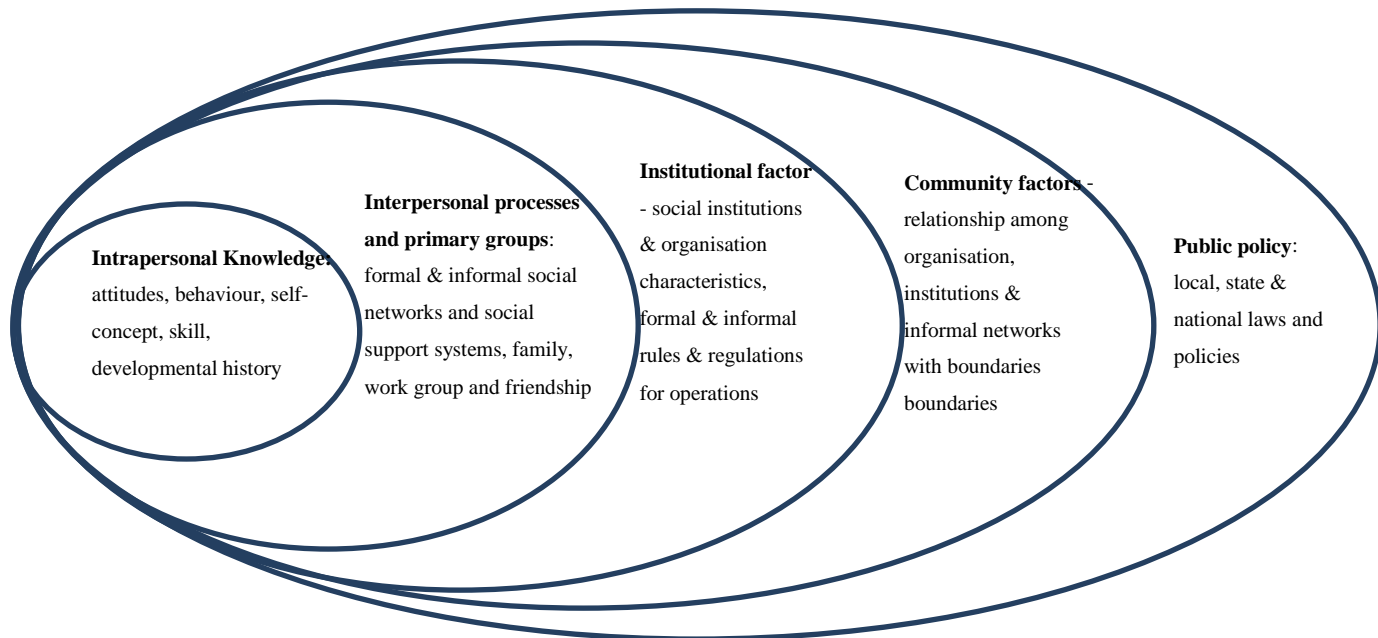 Intrapersonal Knowledge:
attitudes, behaviour, self-
concept, skill,
developmental history
Interpersonal processes
and primary groups:
formal & informal social
networks and social
support systems, family,
work group and friendship
Institutional factor
- social institutions
& organisation
characteristics,
formal & informal
rules & regulations
for operations
Community factors -
relationship among
organisation,
institutions &
informal networks
with boundaries
boundaries
Public policy:
local, state &
national laws and
policies